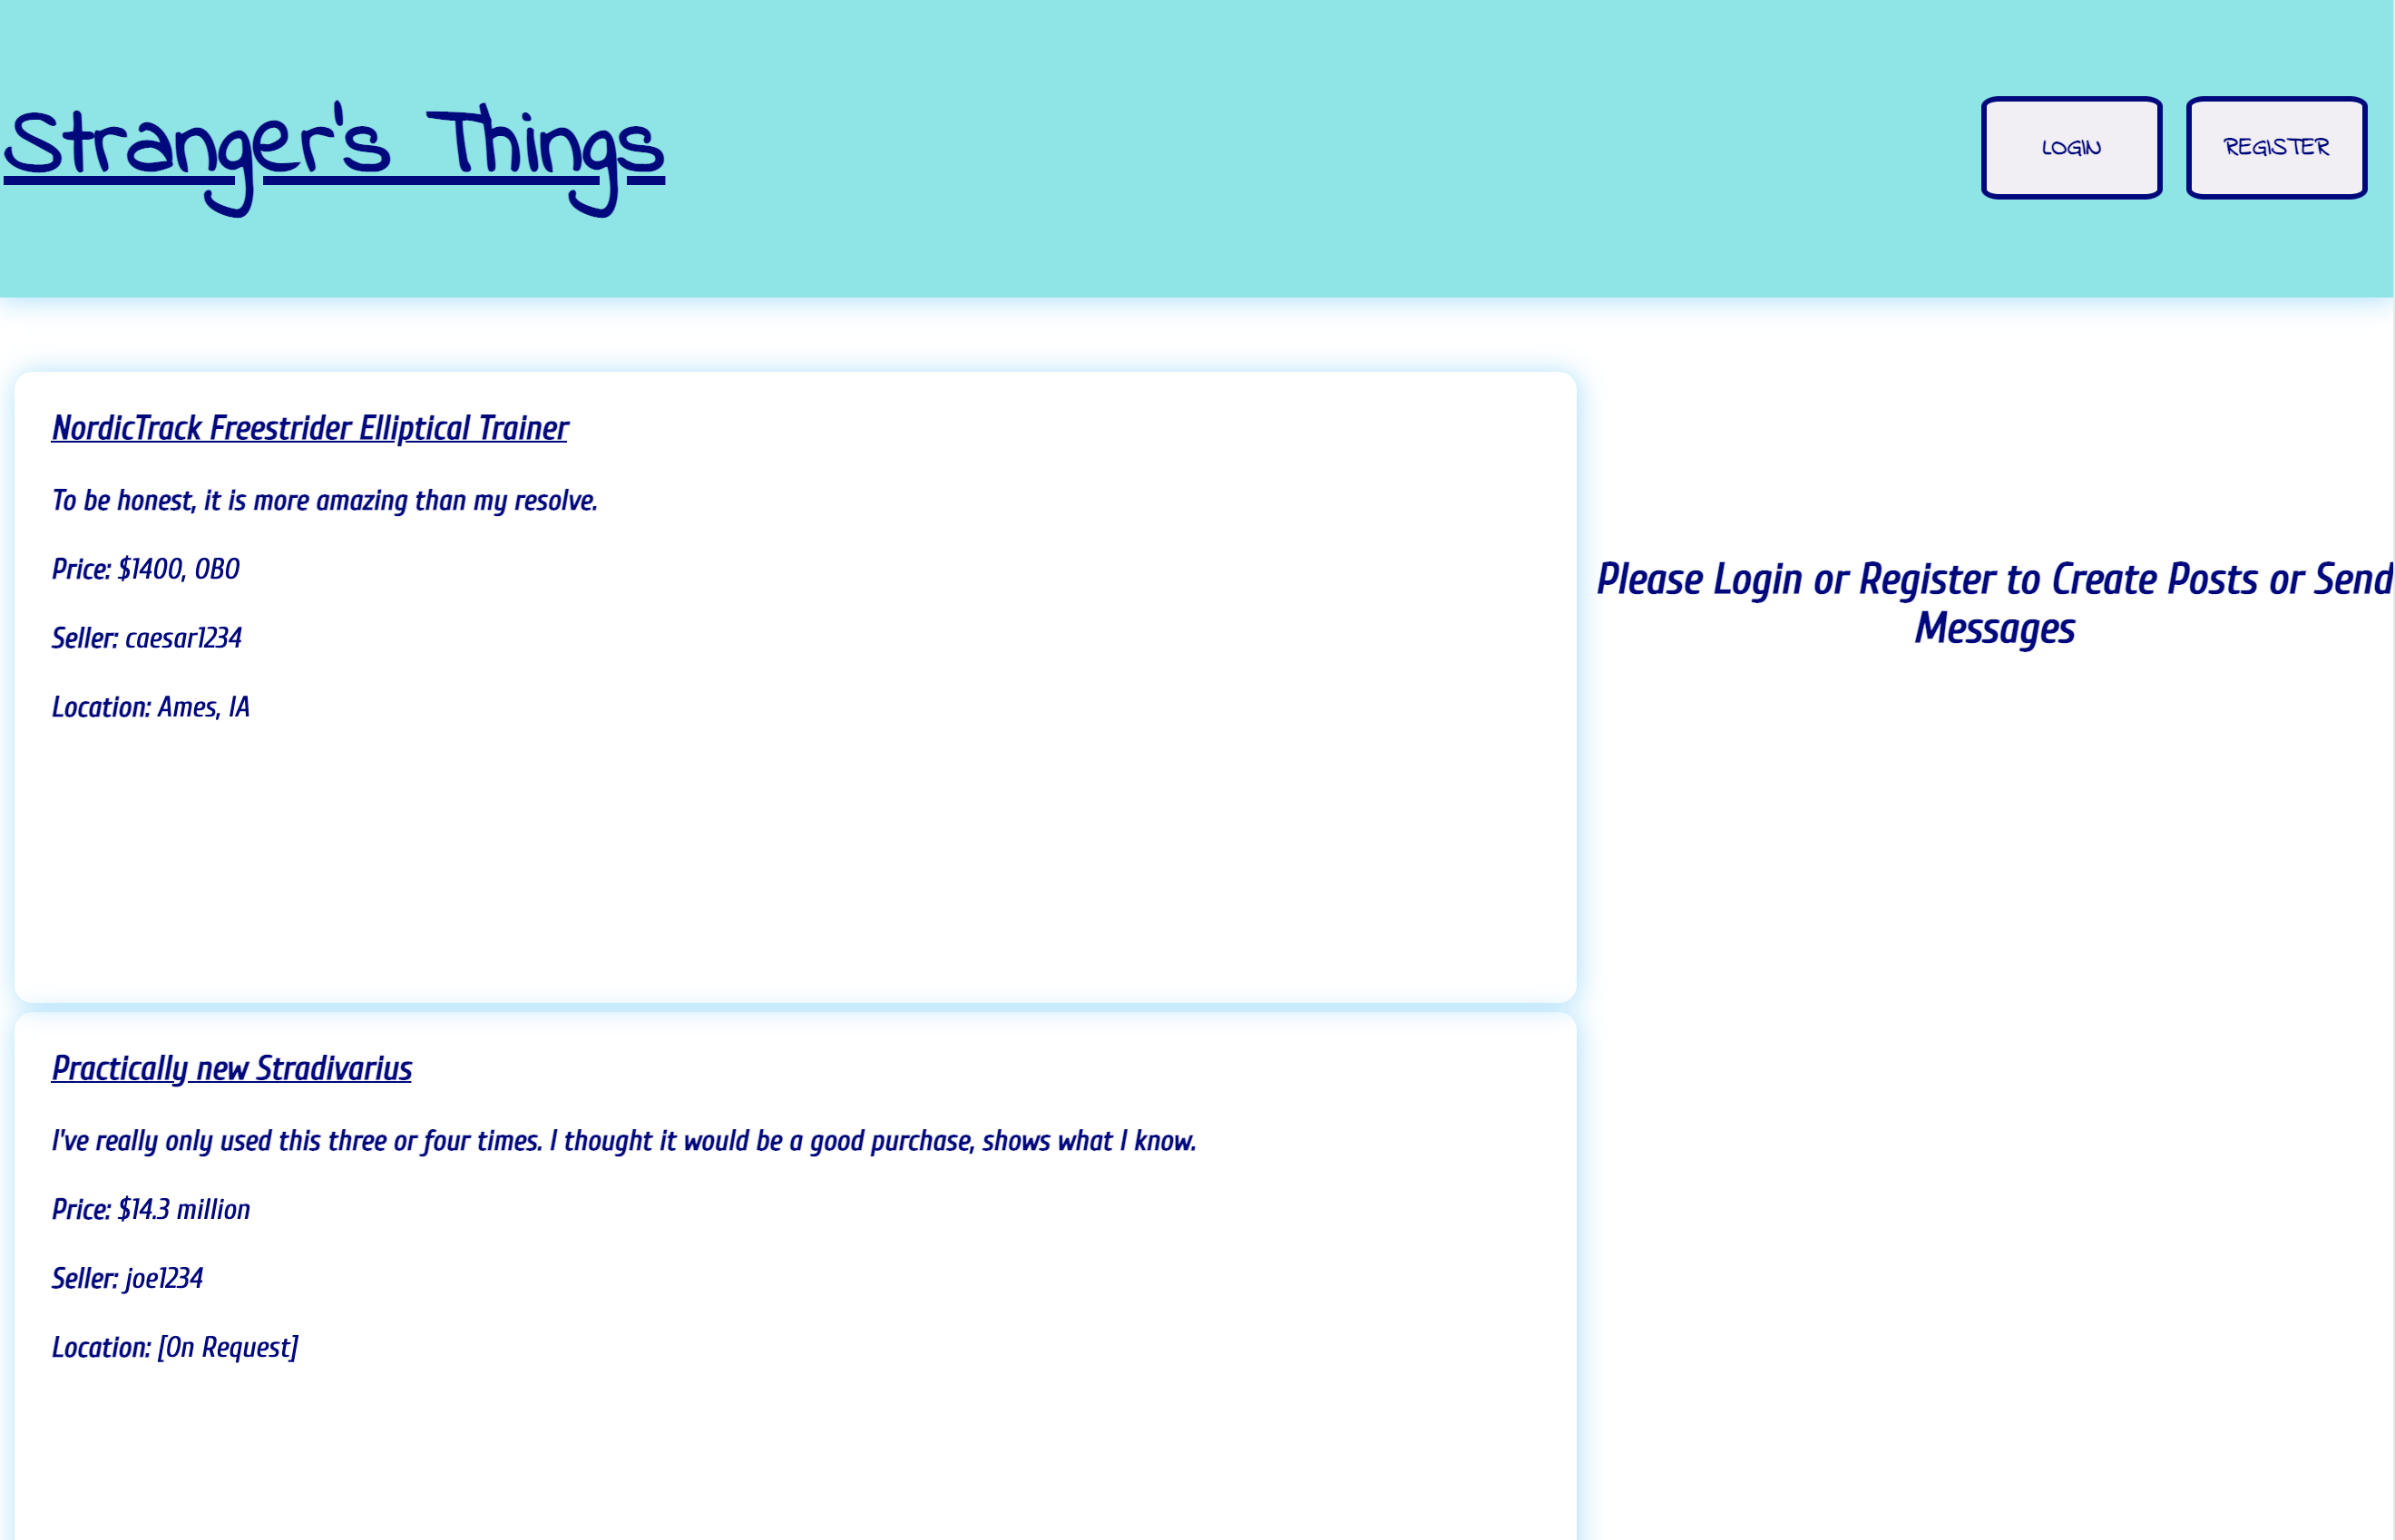 Stranger's Things
LOGIN
REGISTER
NordicTrack Freestrider Elliptical Trainer
To be honest, it is more amazing than my resolve.
Price: $1400, OBO
Seller: caesar1234
Location: Ames, IA
Please Login or Register to Create Posts or Send
Messages
Practically new Stradivarius
I've really only used this three or four times. I thought it would be a good purchase, shows what I know.
Price: $14.3 million
Seller: joe1234
Location: [On Request]